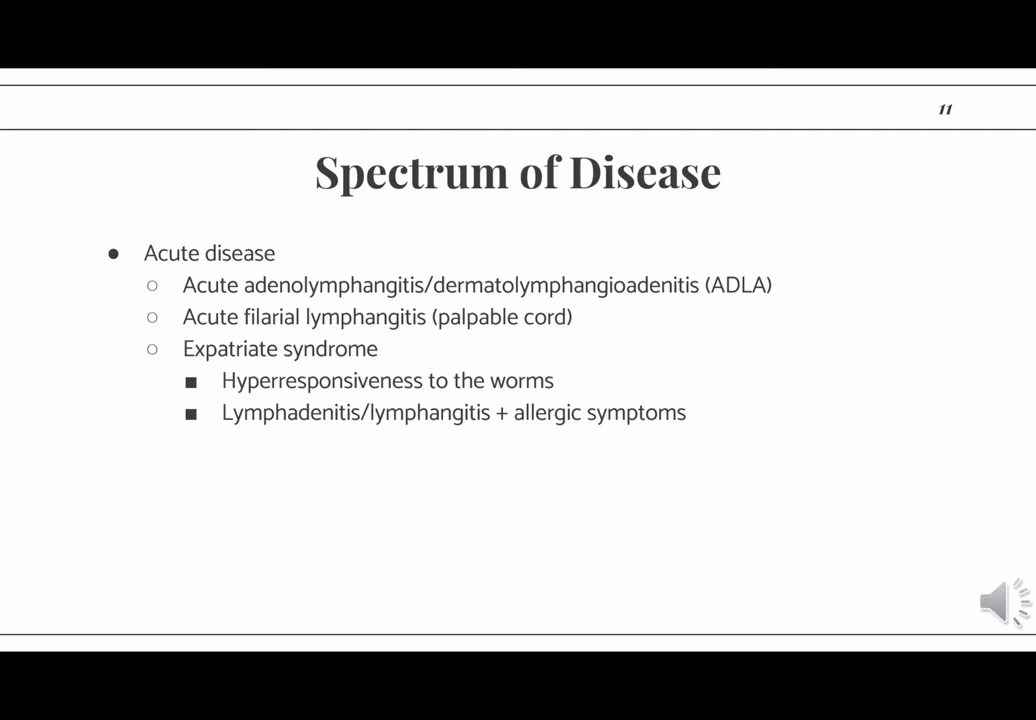 11
Spectrum of Disease
● Acute disease
○ Acute adenolymphangitis/dermatolymphangioadenitis (ADLA)
○ Acute filarial lymphangitis (palpable cord)
○ Expatriate syndrome
■ Hyperresponsiveness to the worms
■ Lymphadenitis/lymphangitis + allergic symptoms